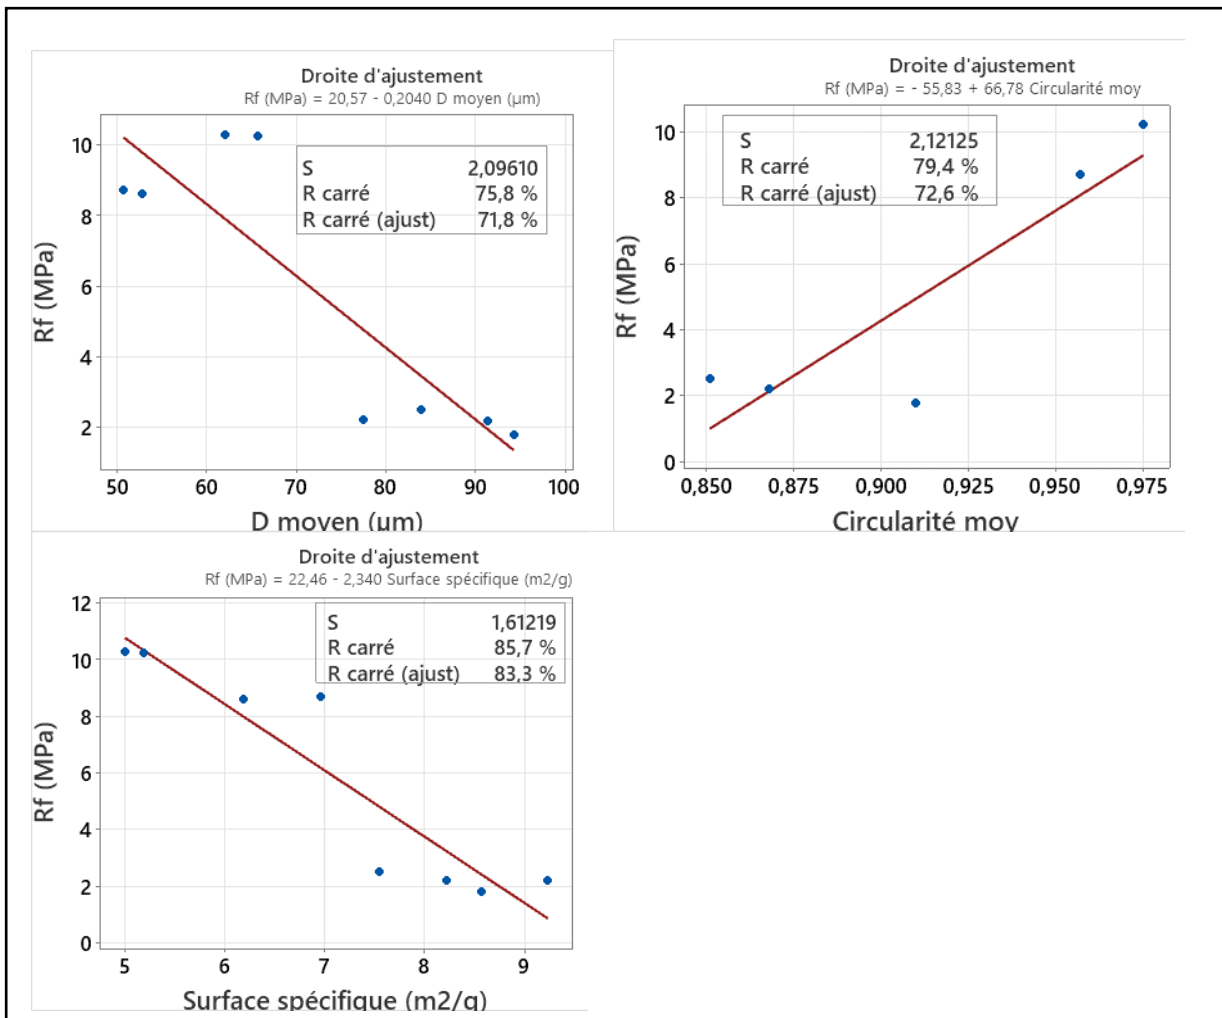 Droite d'ajustement
Rf (MPa) = 20,57 - 0,2040 D moyen (µm)
S 2,09610
R carré 75,8 %
R carré (ajust) 71,8 %
Rf (MPa)
10
8
6
4
2
50 60 70 80 90 100
D moyen (µm)
Droite d'ajustement
Rf (MPa) = - 55,83 + 66,78 Circularité moy
S 2,12125
R carré 79,4 %
R carré (ajust) 72,6 %
Rf (MPa)
10
8
6
4
2
0
0,850 0,875 0,900 0,925 0,950 0,975
Circularité moy
Droite d'ajustement
Rf (MPa) = 22,46 - 2,340 Surface spécifique (m2/g)
S 1,61219
R carré 85,7 %
R carré (ajust) 83,3 %
Rf (MPa)
12
10
8
6
4
2
0
5 6 7 8 9
Surface spécifique (m2/g)